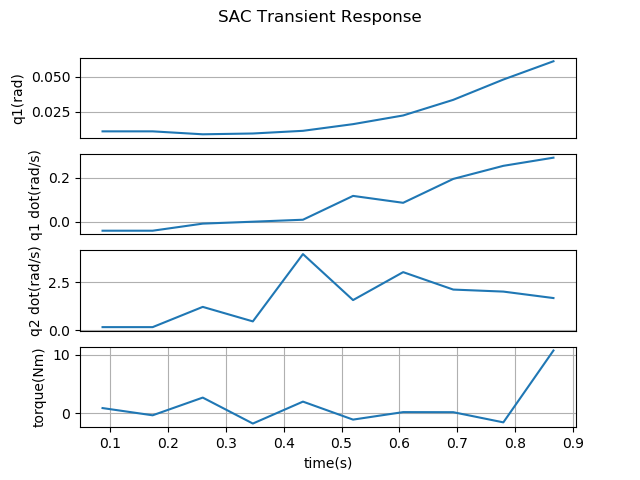 SAC Transient Response
0.050
0.025
q1(rad)
0.2
0.0
q1 dot(rad/s)
2.5
0.0
q2 dot(rad/s)
10
0
torque(Nm)
0.1 0.2 0.3 0.4 0.5 0.6 0.7 0.8 0.9
time(s)